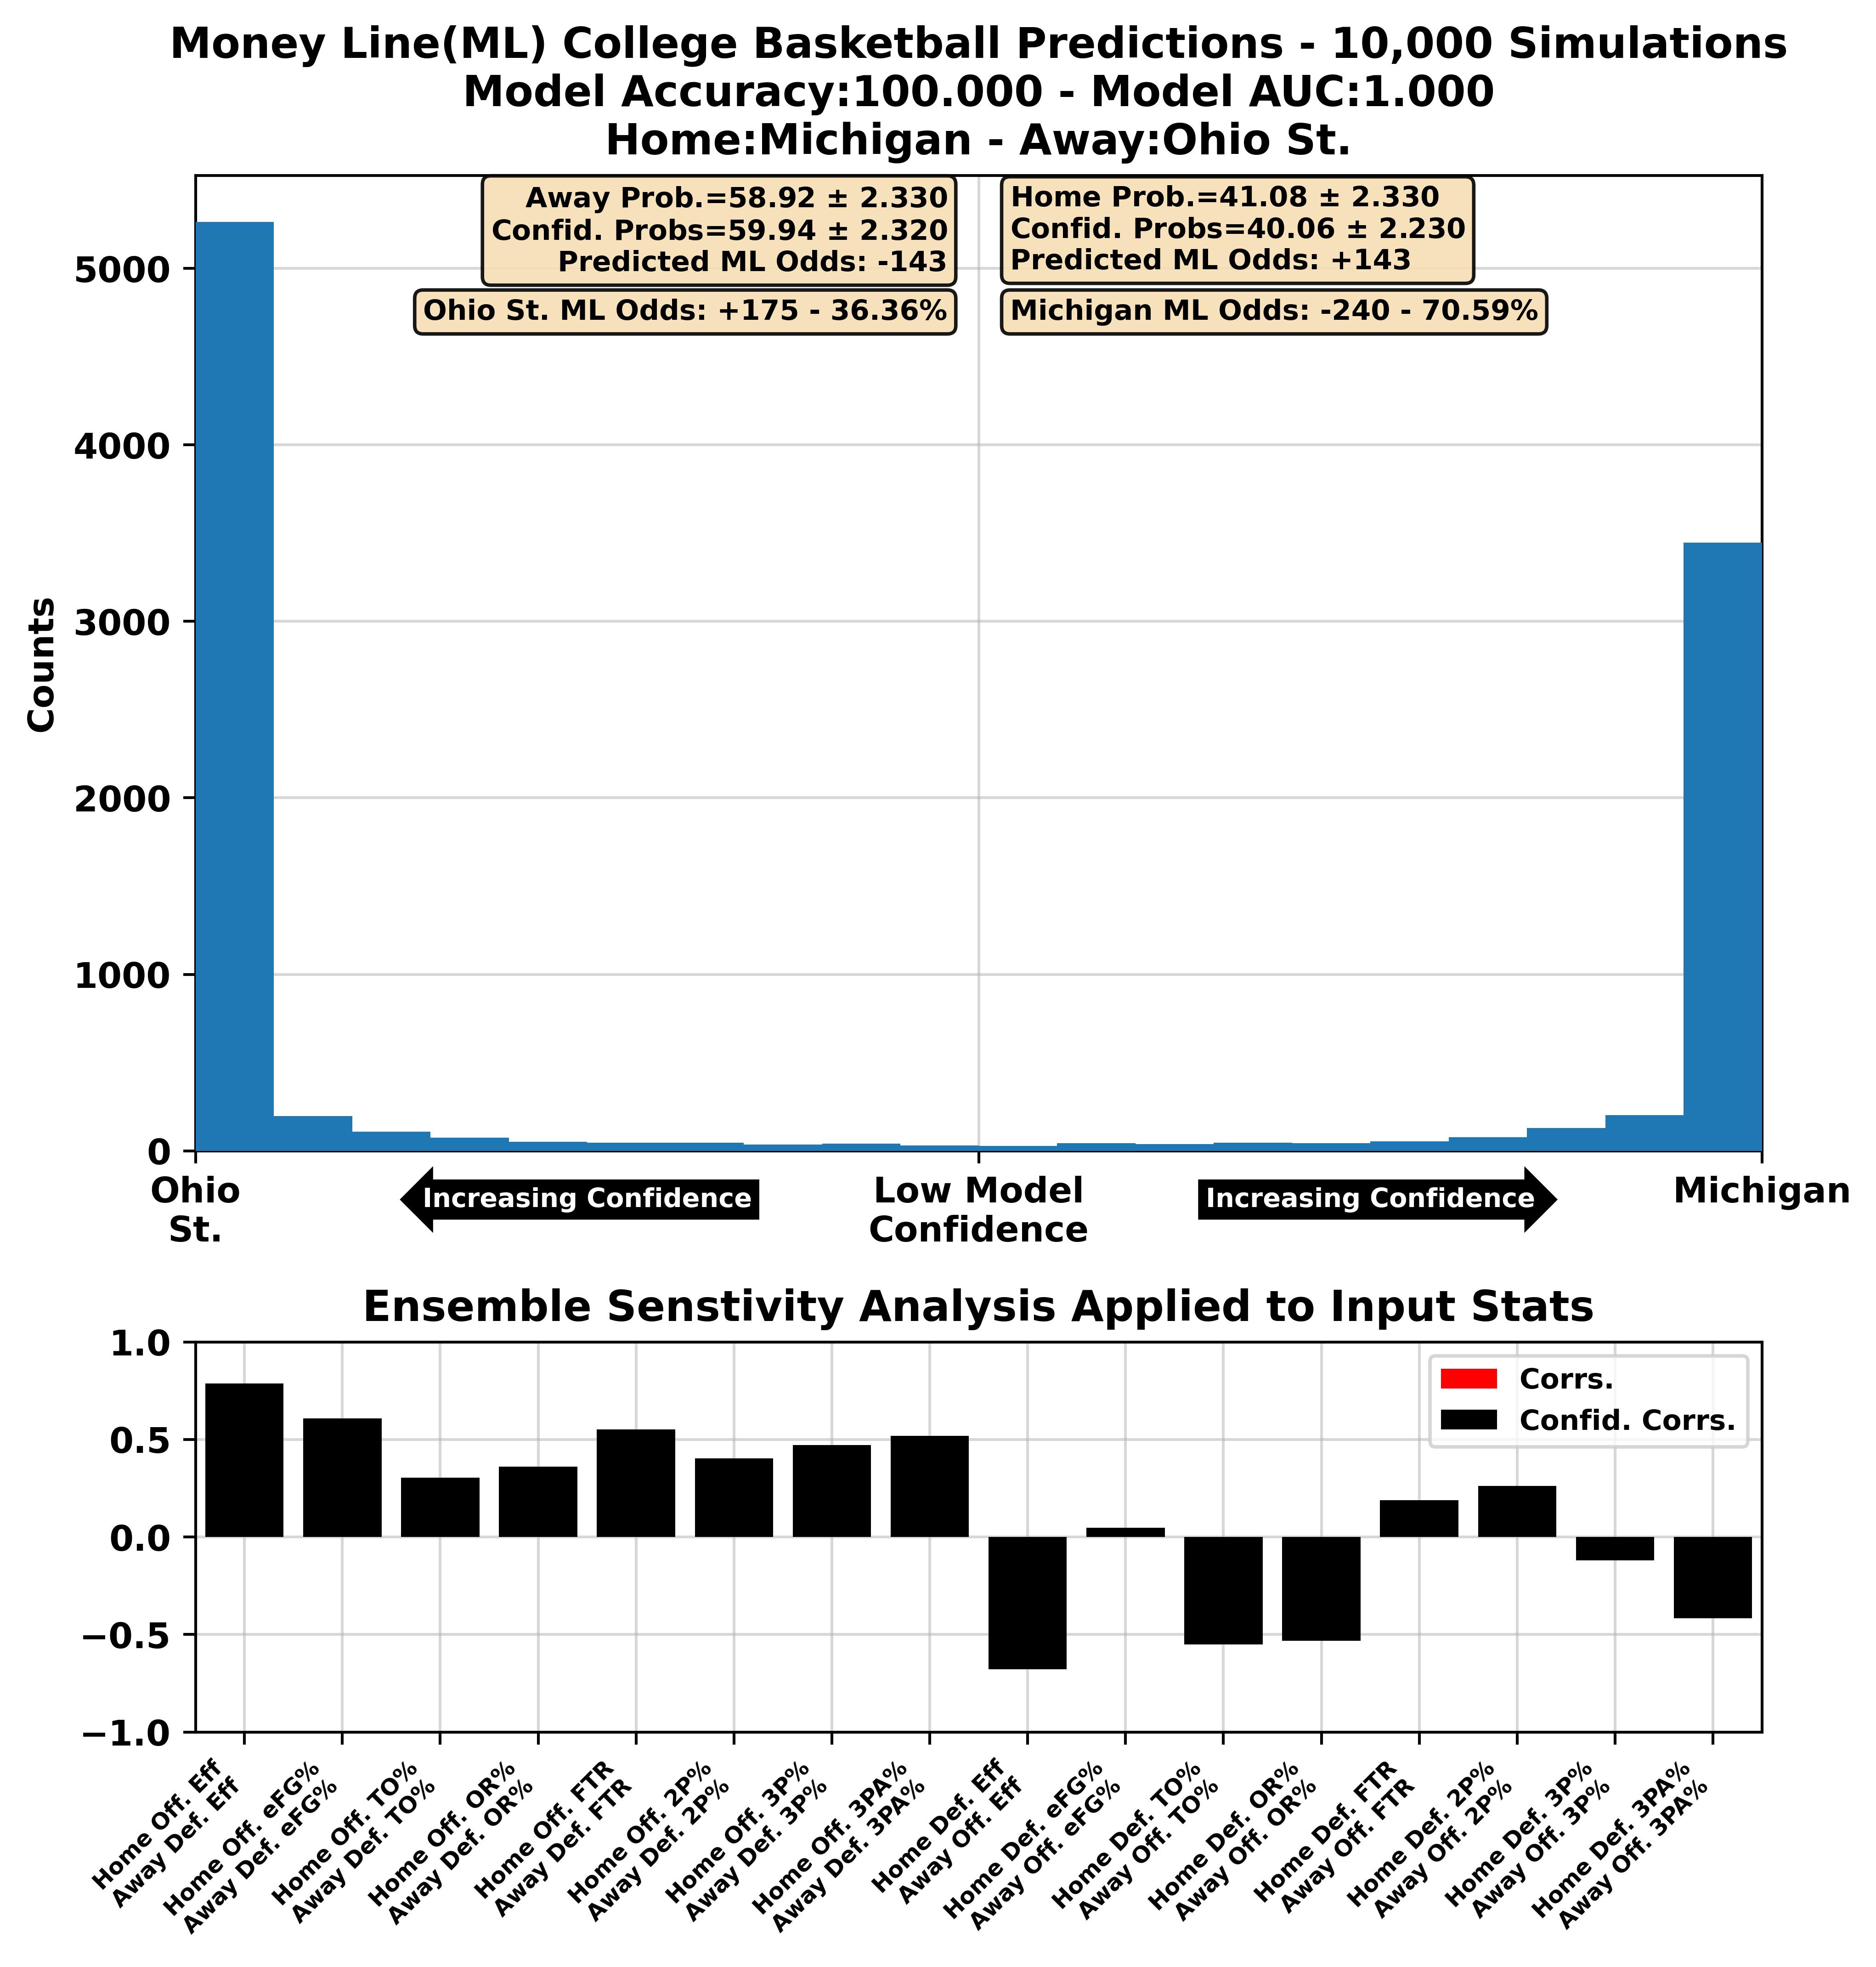 Money Line(ML) College Basketball Predictions - 10,000 Simulations
Model Accuracy:100.000 - Model AUC:1.000
Home:Michigan - Away:Ohio St.
Away Prob.=58.92 ± 2.330
Confid. Probs=59.94 ± 2.320
Predicted ML Odds: -143
Ohio St. ML Odds: +175 - 36.36%
Home Prob.=41.08 ± 2.330
Confid. Probs=40.06 ± 2.230
Predicted ML Odds: +143
Michigan ML Odds: -240 - 70.59%
Counts
5000
4000
3000
2000
1000
0
Ohio
St.
Increasing Confidence
Low Model
Confidence
Increasing Confidence
Michigan
Ensemble Senstivity Analysis Applied to Input Stats
1.0
0.5
0.0
−0.5
−1.0
Corrs.
Confid. Corrs.
Home Off. Eff
Away Def. Eff
Home Off. eFG%
Away Def. eFG%
Home Off. TO%
Away Def. TO%
Home Off. OR%
Away Def. OR%
Home Off. FTR
Away Def. FTR
Home Off. 2P%
Away Def. 2P%
Home Off. 3P%
Away Def. 3P%
Home Off. 3PA%
Away Def. 3PA%
Home Def. Eff
Away Off. Eff
Home Def. eFG%
Away Off. eFG%
Home Def. TO%
Away Off. TO%
Home Def. OR%
Away Off. OR%
Home Def. FTR
Away Off. FTR
Home Def. 2P%
Away Off. 2P%
Home Def. 3P%
Away Off. 3P%
Home Def. 3PA%
Away Off. 3PA%